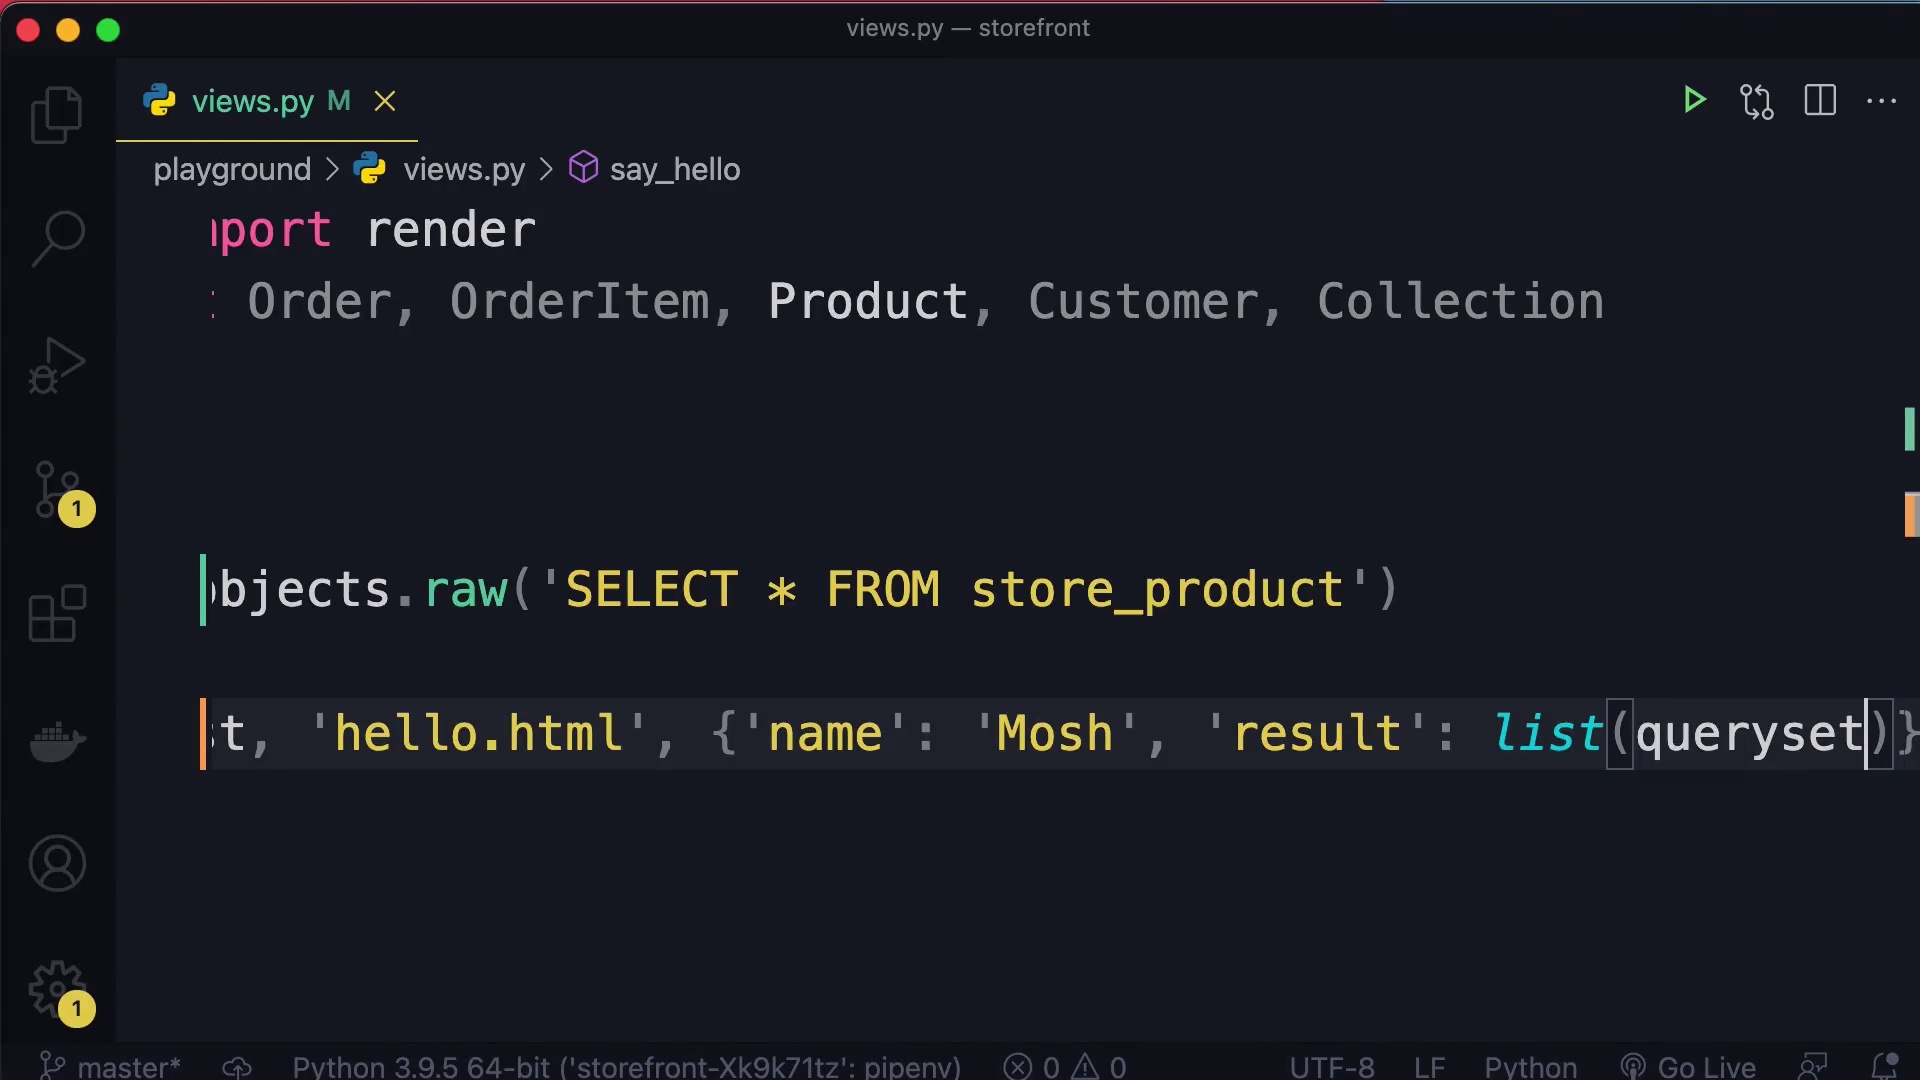 views.py — storefront
views.py M
playground > views.py > say_hello
port render
Order, OrderItem, Product, Customer, Collection
bjects.raw('SELECT * FROM store_product')
t, 'hello.html', {'name': 'Mosh', 'result': list(queryset)}
1
1
master* Python 3.9.5 64-bit ('storefront-Xk9k71tz': pipenv) 0 0 UTF-8 LF Python Go Live